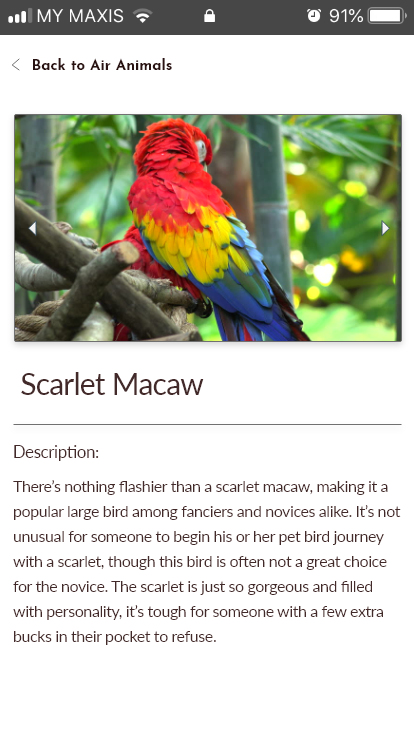 MY MAXIS 91%
Back to Air Animals
Scarlet Macaw
Description:
There's nothing flashier than a scarlet macaw, making it a
popular large bird among fanciers and novices alike. It's not
unusual for someone to begin his or her pet bird journey
with a scarlet, though this bird is often not a great choice
for the novice. The scarlet is just so gorgeous and filled
with personality, it's tough for someone with a few extra
bucks in their pocket to refuse.